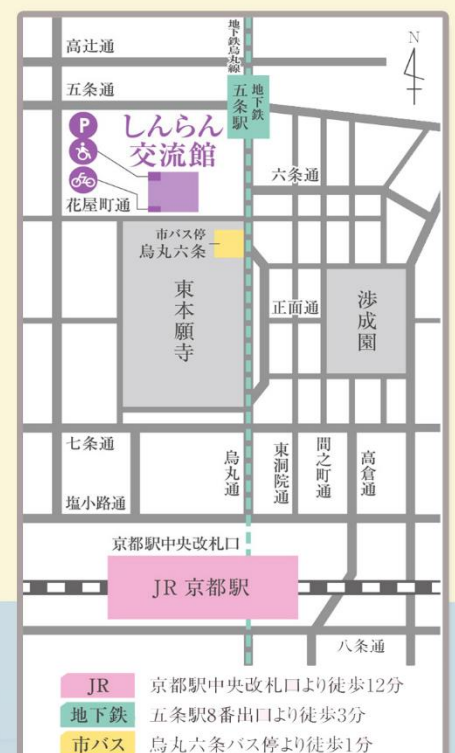 地下鉄烏丸線
高辻通
N
五条通
地下鉄
五条駅
P
しんらん
交流館
六条通
花屋町通
市バス停
烏丸六条
東本願寺
正面通
渉成園
七条通
烏丸通
東洞院通
間之町通
高倉通
塩小路通
京都駅中央改札口
JR 京都駅
八条通
JR 京都駅中央改札口より徒歩12分
地下鉄 五条駅8番出口より徒歩3分
市バス 烏丸六条バス停より徒歩1分